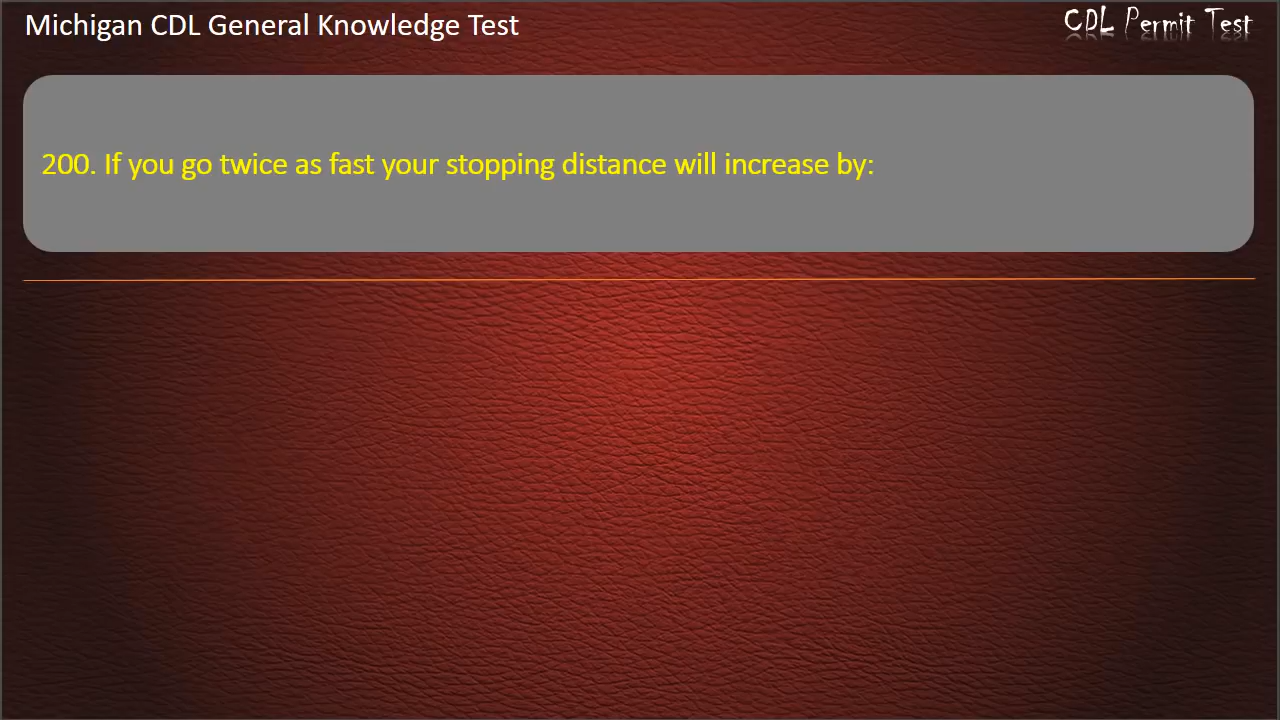 Michigan CDL General Knowledge Test
CDL Permit Test
200. If you go twice as fast your stopping distance will increase by: